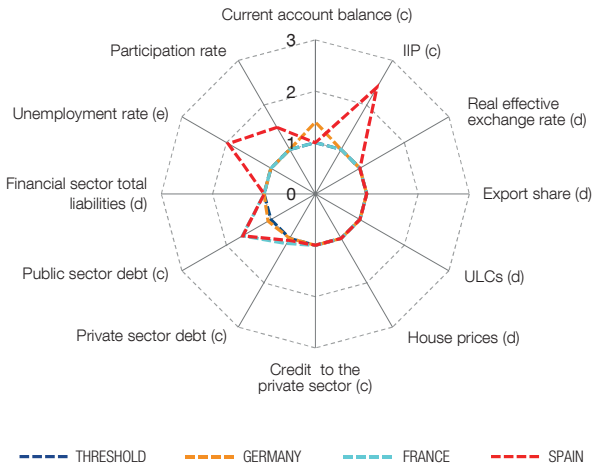 Current account balance (c)
3
Participation rate
IIP (c)
2
Unemployment rate (e)
Real effective
exchange rate (d)
1
Financial sector total
liabilities (d)
0
Export share (d)
Public sector debt (c)
ULCs (d)
Private sector debt (c)
House prices (d)
Credit to the
private sector (c)
THRESHOLD GERMANY FRANCE SPAIN